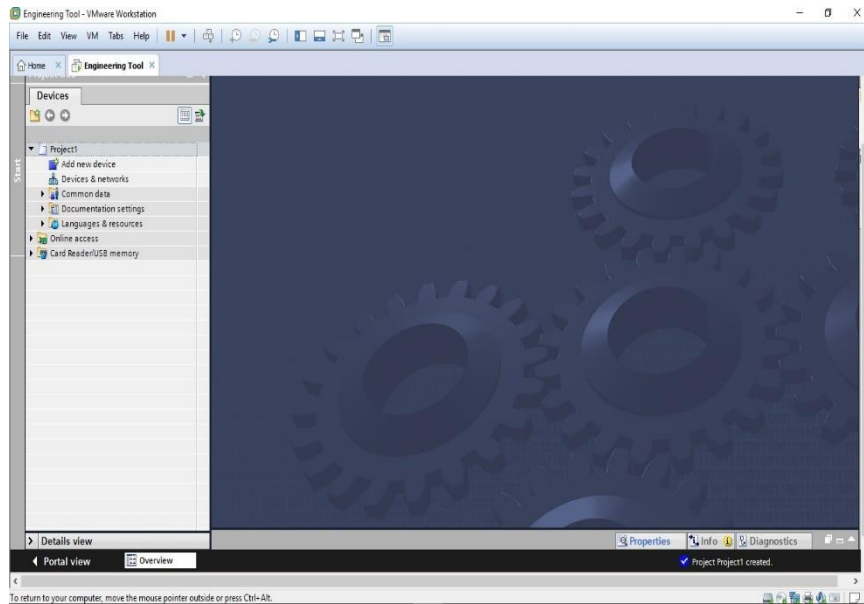 Engineering Tool - VMware Workstation
File Edit View VM Tabs Help
Home
Engineering Tool
Devices
Start
Project1
Add new device
Devices & networks
Common data
Documentation settings
Languages & resources
Online access
Card Reader/USB memory
Details view
Properties
Info
Diagnostics
Portal view
Overview
Project Project1 created.
To return to your computer, move the mouse pointer outside or press Ctrl+Alt.